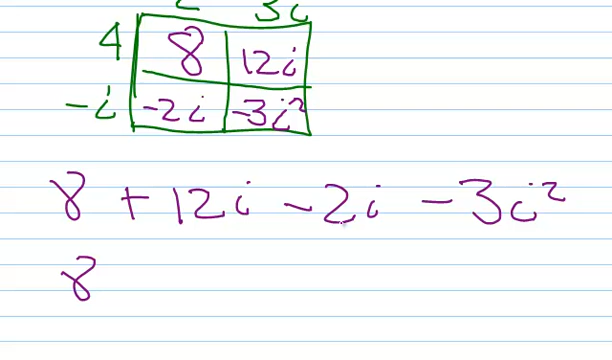 3i
4 8 12i
-i -2i -3i²
8 + 12i - 2i - 3i²
8